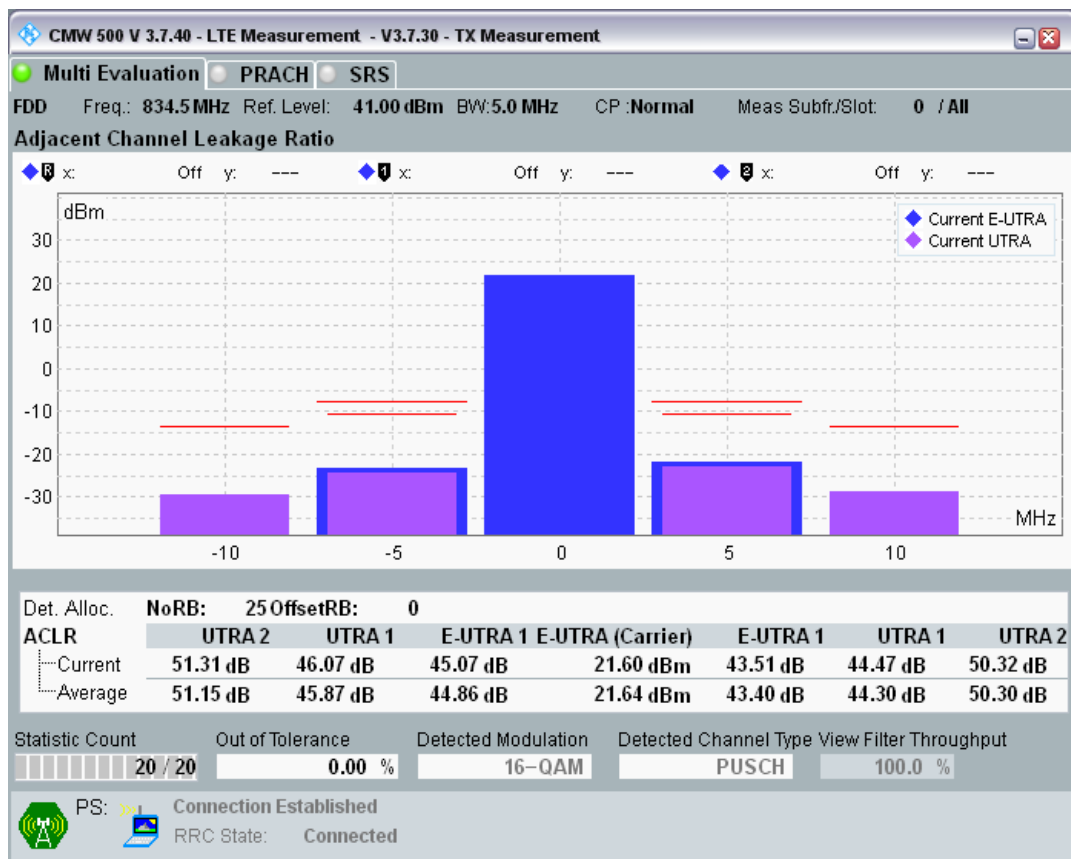 CMW 500 V 3.7.40 - LTE Measurement - V3.7.30 - TX Measurement
Multi Evaluation PRACH SRS
FDD Freq.: 834.5 MHz Ref. Level: 41.00 dBm BW:5.0 MHz CP :Normal Meas Subfr./Slot: 0 / All
Adjacent Channel Leakage Ratio
R x: Off y: --- 1 x: Off y: --- 2 x: Off y: ---
dBm
Current E-UTRA
Current UTRA
30
20
10
0
-10
-20
-30
MHz
-10 -5 0 5 10
Det. Alloc. NoRB: 25 OffsetRB: 0
ACLR UTRA 2 UTRA 1 E-UTRA 1 E-UTRA (Carrier) E-UTRA 1 UTRA 1 UTRA 2
Current 51.31 dB 46.07 dB 45.07 dB 21.60 dBm 43.51 dB 44.47 dB 50.32 dB
Average 51.15 dB 45.87 dB 44.86 dB 21.64 dBm 43.40 dB 44.30 dB 50.30 dB
Statistic Count Out of Tolerance Detected Modulation Detected Channel Type View Filter Throughput
20 / 20 0.00 % 16-QAM PUSCH 100.0 %
PS: Connection Established
RRC State: Connected